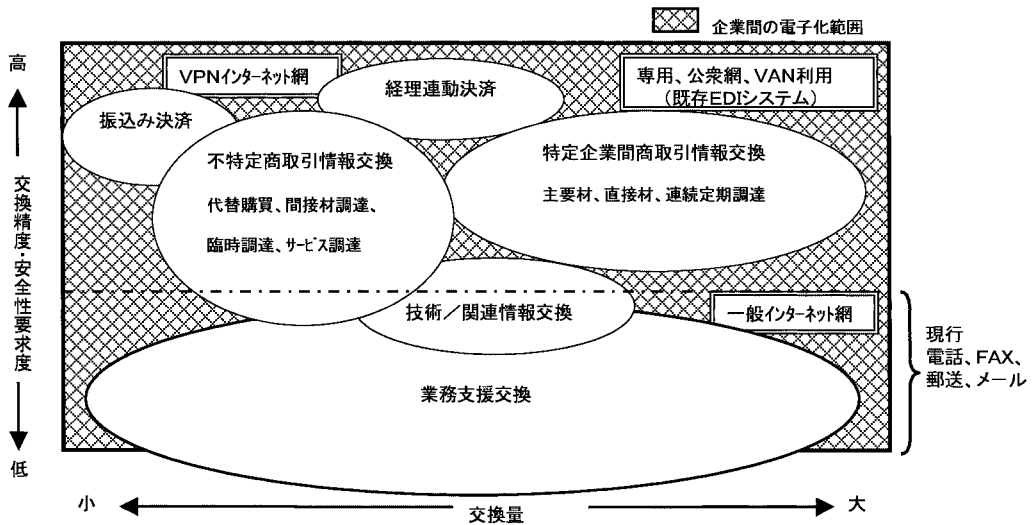 企業間の電子化範囲
高
VPNインターネット網
経理連動決済
専用、公衆網、VAN利用
（既存EDIシステム）
振込み決済
不特定商取引情報交換
代替購買、間接材調達、
臨時調達、サービス調達
特定企業間商取引情報交換
主要材、直接材、連続定期調達
交換精度・安全性要求度
技術／関連情報交換
一般インターネット網
現行
電話、FAX、
郵送、メール
業務支援交換
低
小
交換量
大